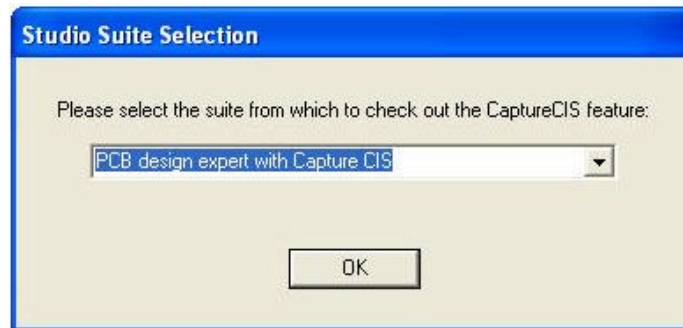 Studio Suite Selection
Please select the suite from which to check out the CaptureCIS feature:
PCB design expert with Capture CIS
OK